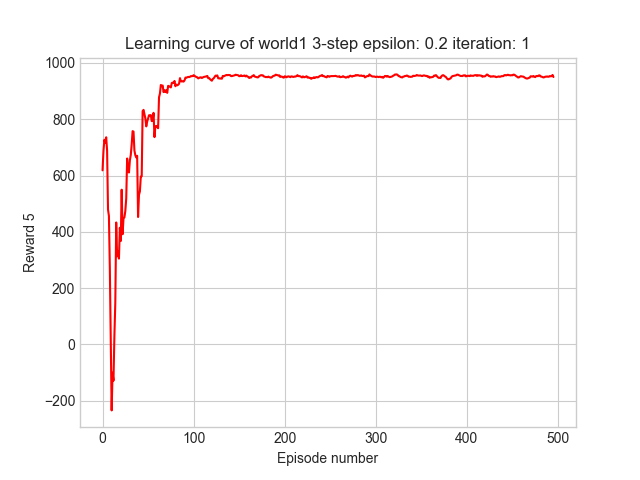 Learning curve of world1 3-step epsilon: 0.2 iteration: 1
1000
800
600
400
200
0
−200
Reward 5
0 100 200 300 400 500
Episode number